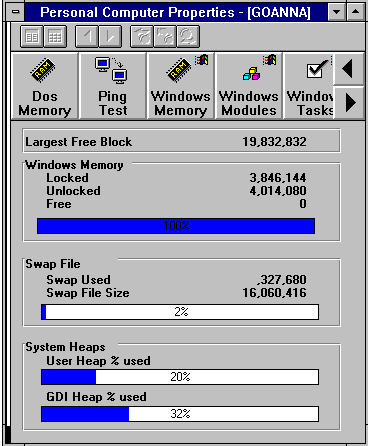 Personal Computer Properties - [GOANNA]
Dos Memory
Ping Test
Windows Memory
Windows Modules
Window Tasks
Largest Free Block 19,832,832
Windows Memory
Locked 3,846,144
Unlocked 4,014,080
Free 0
100%
Swap File
Swap Used ,327,680
Swap File Size 16,060,416
2%
System Heaps
User Heap % used
20%
GDI Heap % used
32%